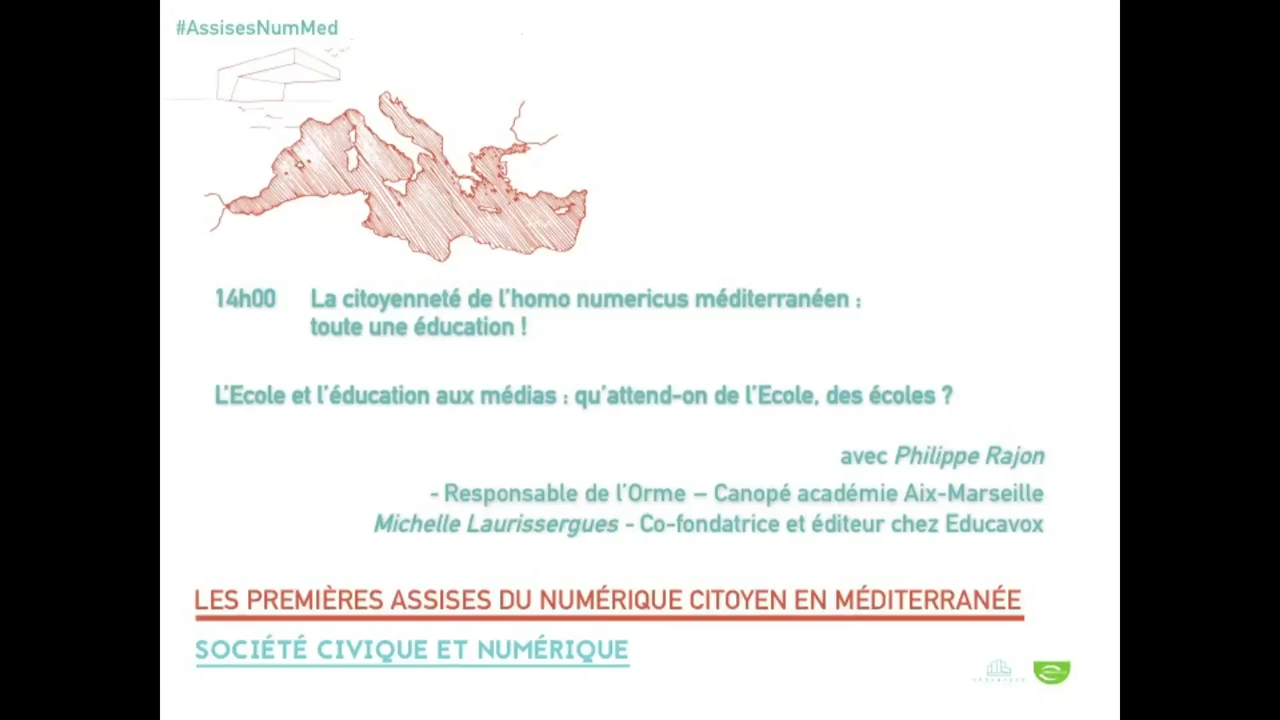 #AssisesNumMed
14h00 La citoyenneté de l'homo numericus méditerranéen :
toute une éducation !
L'Ecole et l'éducation aux médias : qu'attend-on de l'Ecole, des écoles ?
avec Philippe Rajon
- Responsable de l'Orme – Canopé académie Aix-Marseille
Michelle Laurissergues - Co-fondatrice et éditeur chez Educavox
LES PREMIÈRES ASSISES DU NUMÉRIQUE CITOYEN EN MÉDITERRANÉE
SOCIÉTÉ CIVIQUE ET NUMÉRIQUE